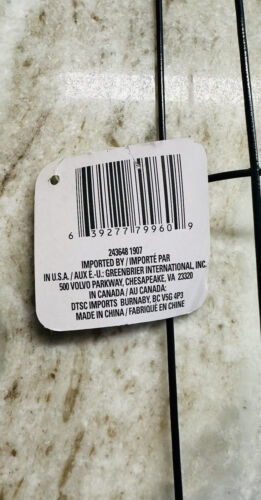 6 39277 79960 9
243648 1907
IMPORTED BY / IMPORTÉ PAR
IN U.S.A. / AUX É.-U.: GREENBRIER INTERNATIONAL, INC.
500 VOLVO PARKWAY, CHESAPEAKE, VA 23320
IN CANADA / AU CANADA:
DTSC IMPORTS BURNABY, BC V5G 4P3
MADE IN CHINA / FABRIQUÉ EN CHINE